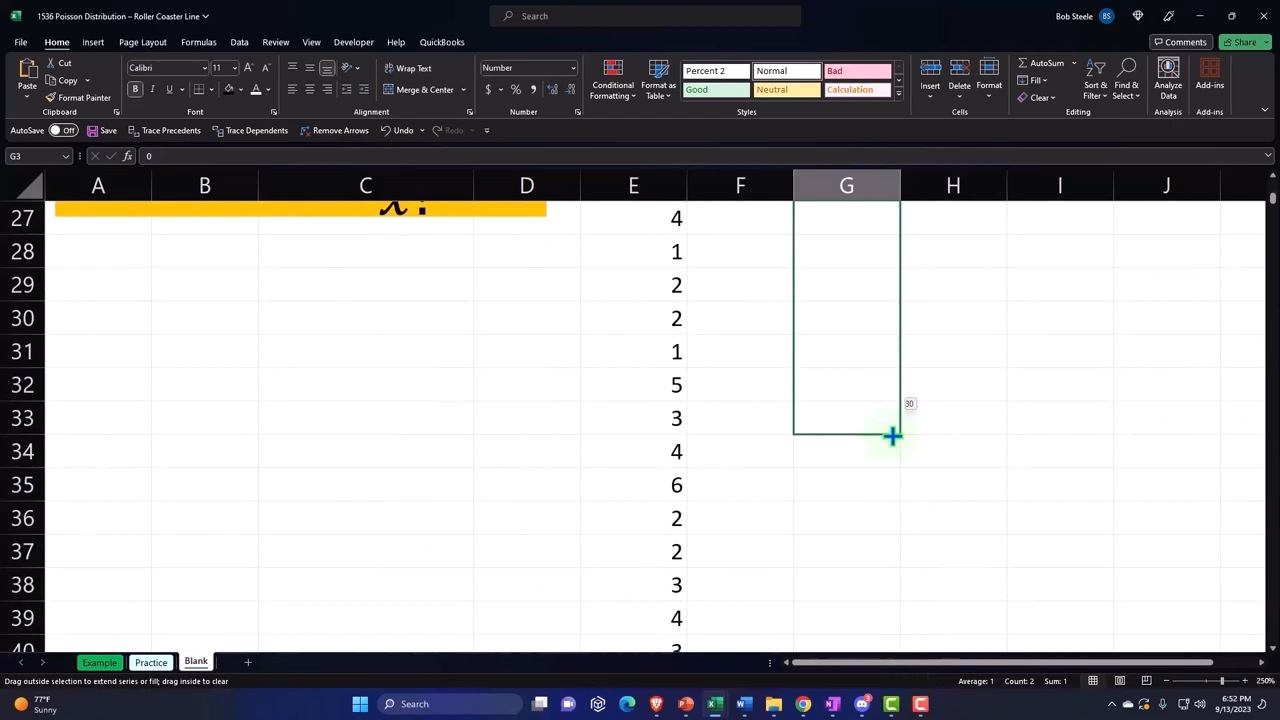 1536 Poisson Distribution – Roller Coaster Line
Search
Bob Steele BS
File Home Insert Page Layout Formulas Data Review View Developer Help QuickBooks
Comments Share
Paste Cut Copy Format Painter
Clipboard
Calibri 11
B I U A A
Font
Wrap Text
Merge & Center
Alignment
Number
$ % ,
Number
Conditional Formatting Format as Table
Percent 2 Normal Bad
Good Neutral Calculation
Styles
Insert Delete Format
Cells
AutoSum
Fill
Clear
Sort & Filter Find & Select
Editing
Analyze Data
Analysis
Add-ins
Add-ins
AutoSave Off Save Trace Precedents Trace Dependents Remove Arrows Undo Redo
G3 fx 0
A B C D E F G H I J
x!
27 4
28 1
29 2
30 2
31 1
32 5
33 3
30
34 4
35 6
36 2
37 2
38 3
39 4
40 3
Example Practice Blank
Drag outside selection to extend series or fill; drag inside to clear
Average: 1 Count: 2 Sum: 1
250%
77°F
Sunny
Search
6:52 PM
9/13/2023